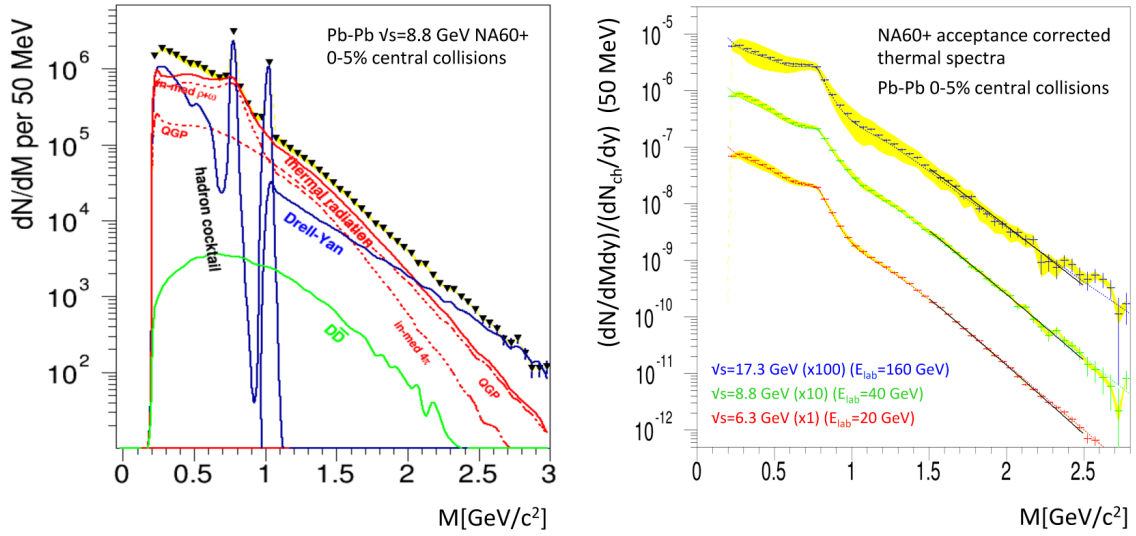 Pb-Pb √s=8.8 GeV NA60+
0-5% central collisions
dN/dM per 50 MeV
10⁶
10⁵
10⁴
10³
10²
in-med ρ+ω
QGP
hadron cocktail
thermal radiation
Drell-Yan
DD̅
in-med 4π
QGP
0 0.5 1 1.5 2 2.5 3
M[GeV/c²]
NA60+ acceptance corrected
thermal spectra
Pb-Pb 0-5% central collisions
(dN/dMdy)/(dN_ch/dy) (50 MeV)
10⁻⁵
10⁻⁶
10⁻⁷
10⁻⁸
10⁻⁹
10⁻¹⁰
10⁻¹¹
10⁻¹²
√s=17.3 GeV (x100) (E_lab=160 GeV)
√s=8.8 GeV (x10) (E_lab=40 GeV)
√s=6.3 GeV (x1) (E_lab=20 GeV)
0 0.5 1 1.5 2 2.5
M[GeV/c²]